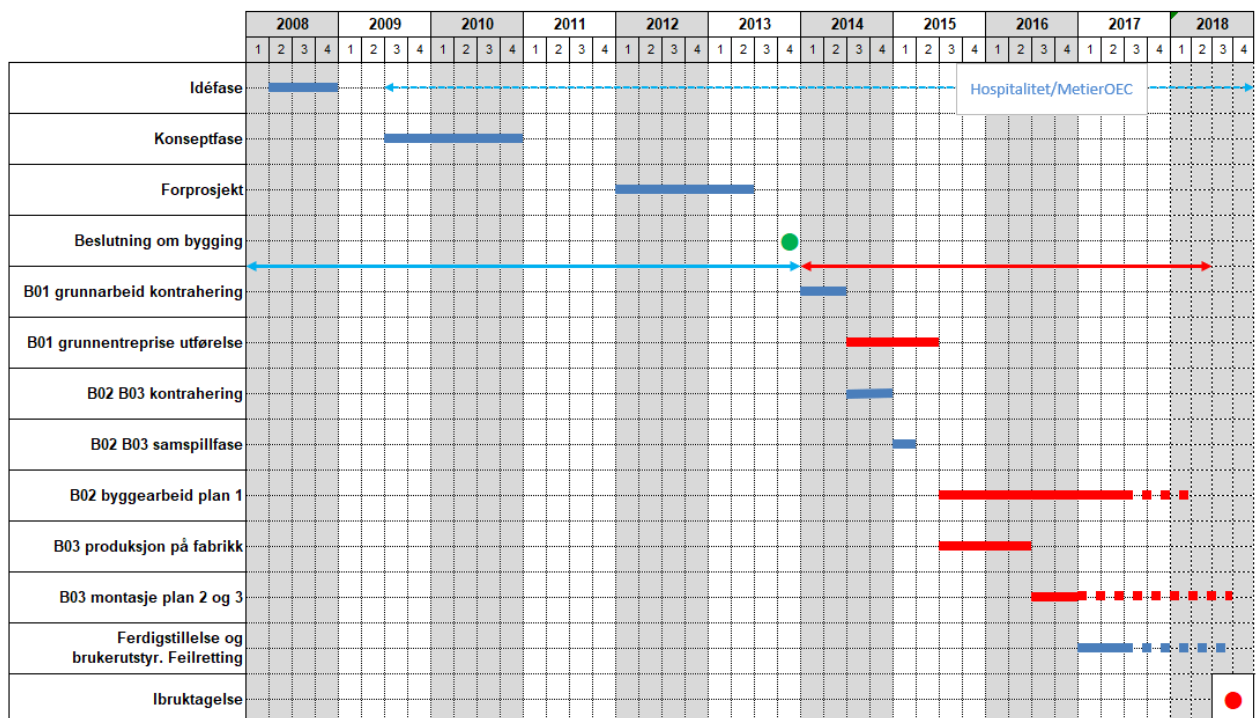 2008 2009 2010 2011 2012 2013 2014 2015 2016 2017 2018
1 2 3 4 1 2 3 4 1 2 3 4 1 2 3 4 1 2 3 4 1 2 3 4 1 2 3 4 1 2 3 4 1 2 3 4 1 2 3 4 1 2 3 4
Idéfase
Hospitalitet/MetierOEC
Konseptfase
Forprosjekt
Beslutning om bygging
B01 grunnarbeid kontrahering
B01 grunnentreprise utførelse
B02 B03 kontrahering
B02 B03 samspillfase
B02 byggearbeid plan 1
B03 produksjon på fabrikk
B03 montasje plan 2 og 3
Ferdigstillelse og
brukerutstyr. Feilretting
Ibruktagelse